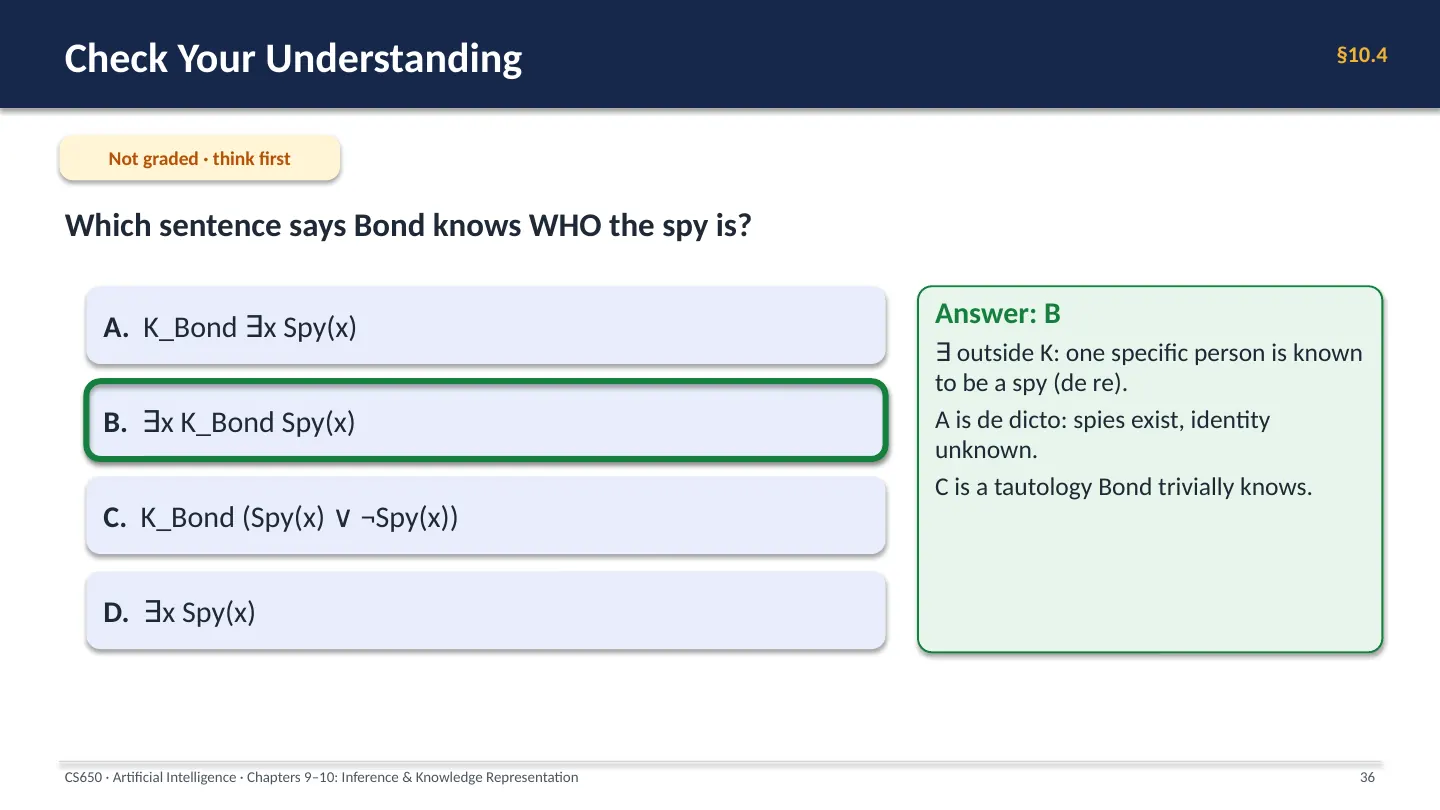 Check Your Understanding
§10.4
Not graded · think first
Which sentence says Bond knows WHO the spy is?
A. K_Bond ∃x Spy(x)
B. ∃x K_Bond Spy(x)
C. K_Bond (Spy(x) ∨ ¬Spy(x))
D. ∃x Spy(x)
Answer: B
∃ outside K: one specific person is known
to be a spy (de re).
A is de dicto: spies exist, identity
unknown.
C is a tautology Bond trivially knows.
CS650 · Artificial Intelligence · Chapters 9–10: Inference & Knowledge Representation
36